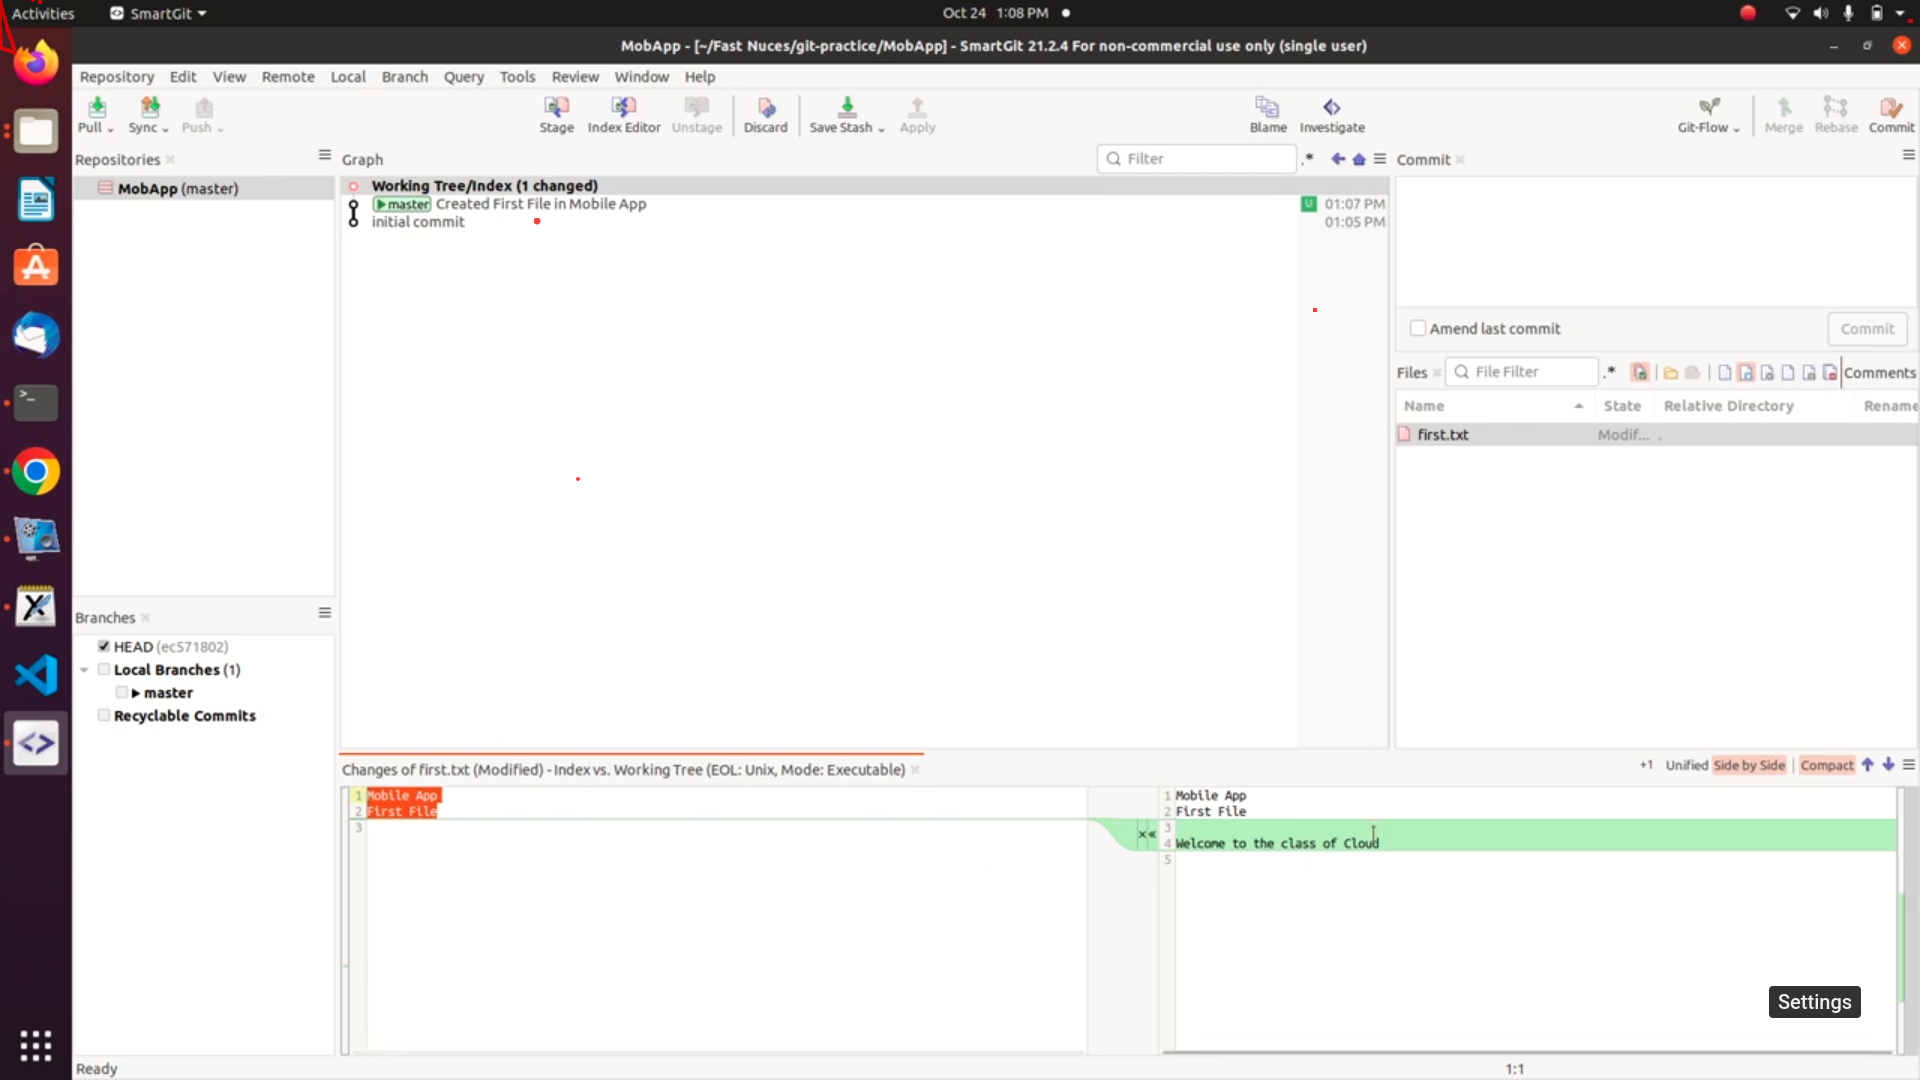 Activities
SmartGit
Oct 24 1:08 PM
MobApp - [~/Fast Nuces/git-practice/MobApp] - SmartGit 21.2.4 For non-commercial use only (single user)
Repository Edit View Remote Local Branch Query Tools Review Window Help
Pull Sync Push Stage Index Editor Unstage Discard Save Stash Apply Blame Investigate Git-Flow Merge Rebase Commit
Repositories
MobApp (master)
Graph
Filter
.*
Working Tree/Index (1 changed)
master Created First File in Mobile App U 01:07 PM
initial commit 01:05 PM
Commit
Amend last commit
Commit
Files
File Filter
.*
Comments
Name State Relative Directory Rename
first.txt Modif... .
Branches
HEAD (ec571802)
Local Branches (1)
master
Recyclable Commits
Changes of first.txt (Modified) - Index vs. Working Tree (EOL: Unix, Mode: Executable)
+1 Unified Side by Side Compact
1 Mobile App
2 First File
3
1 Mobile App
2 First File
3
4 Welcome to the class of Cloud
5
Settings
Ready
1:1